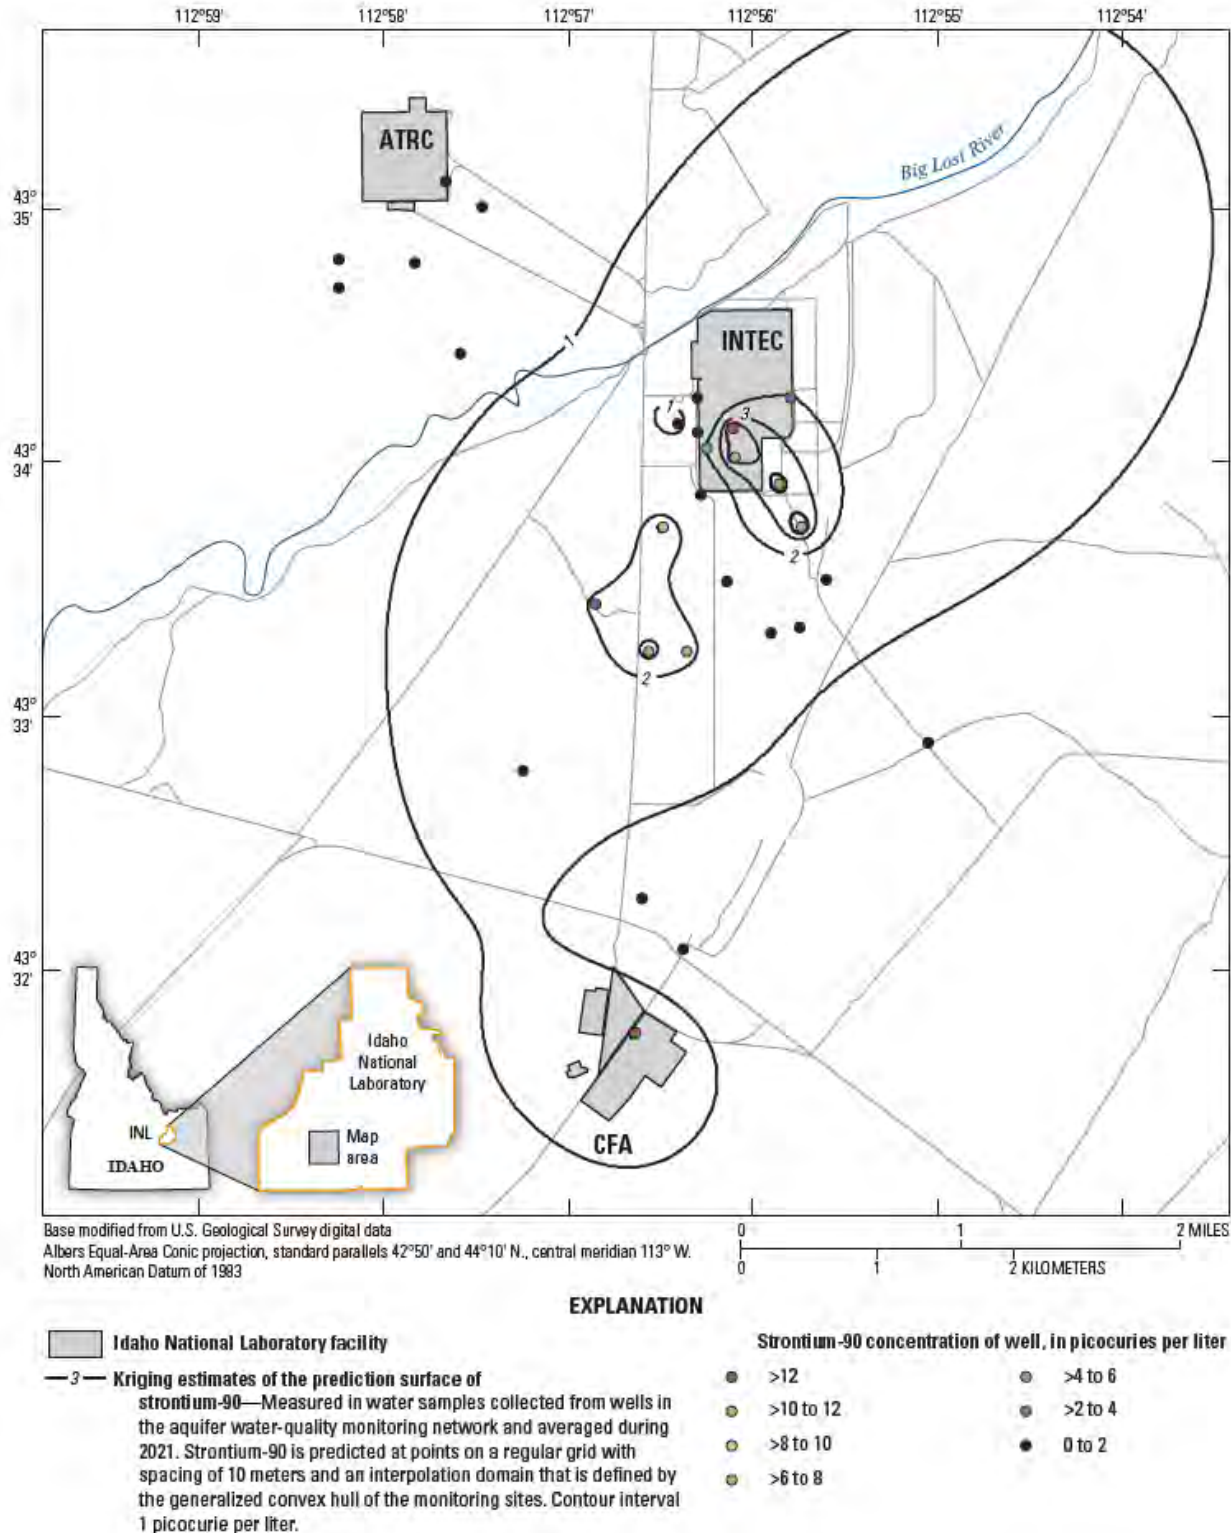 112°59' 112°58' 112°57' 112°56' 112°55' 112°54'
ATRC
Big Lost River
43°
35'
1
INTEC
1
3
43°
34'
2
2
43°
33'
43°
32'
Idaho
National
Laboratory
INL
Map
area
IDAHO
CFA
Base modified from U.S. Geological Survey digital data
Albers Equal-Area Conic projection, standard parallels 42°50' and 44°10' N., central meridian 113° W.
North American Datum of 1983
0 1 2 MILES
0 1 2 KILOMETERS
EXPLANATION
Idaho National Laboratory facility
3 Kriging estimates of the prediction surface of
strontium-90—Measured in water samples collected from wells in
the aquifer water-quality monitoring network and averaged during
2021. Strontium-90 is predicted at points on a regular grid with
spacing of 10 meters and an interpolation domain that is defined by
the generalized convex hull of the monitoring sites. Contour interval
1 picocurie per liter.
Strontium-90 concentration of well, in picocuries per liter
>12
>10 to 12
>8 to 10
>6 to 8
>4 to 6
>2 to 4
0 to 2